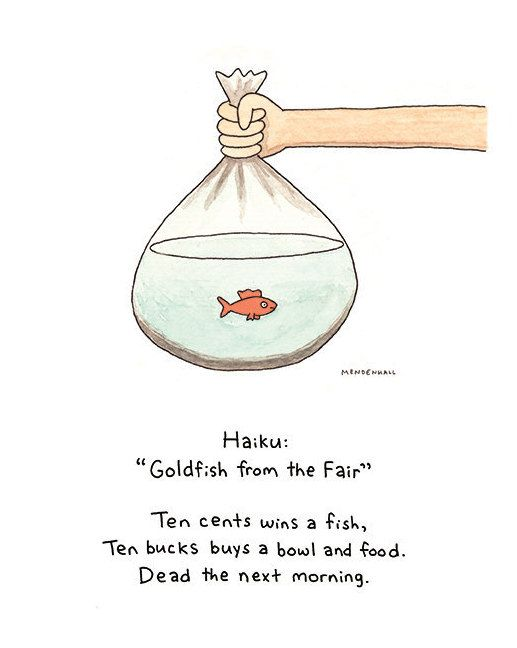 MENDENHALL
Haiku:
“Goldfish from the Fair”
Ten cents wins a fish,
Ten bucks buys a bowl and food.
Dead the next morning.